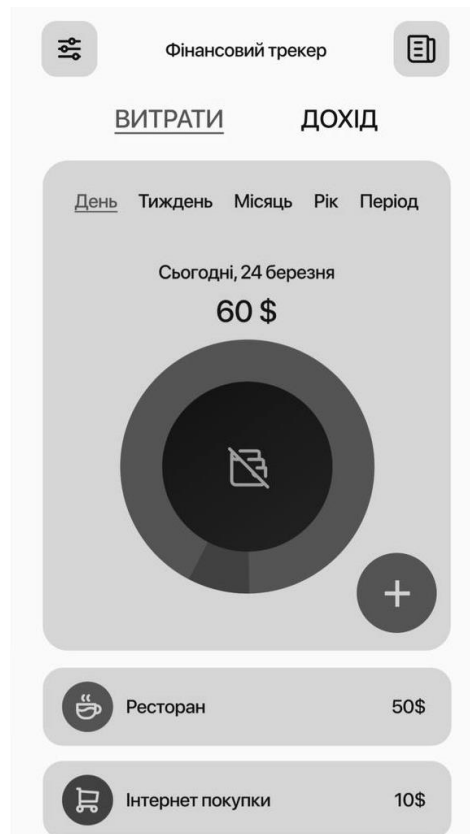 Фінансовий трекер
ВИТРАТИ ДОХІД
День Тиждень Місяць Рік Період
Сьогодні, 24 березня
60 $
Ресторан 50$
Інтернет покупки 10$